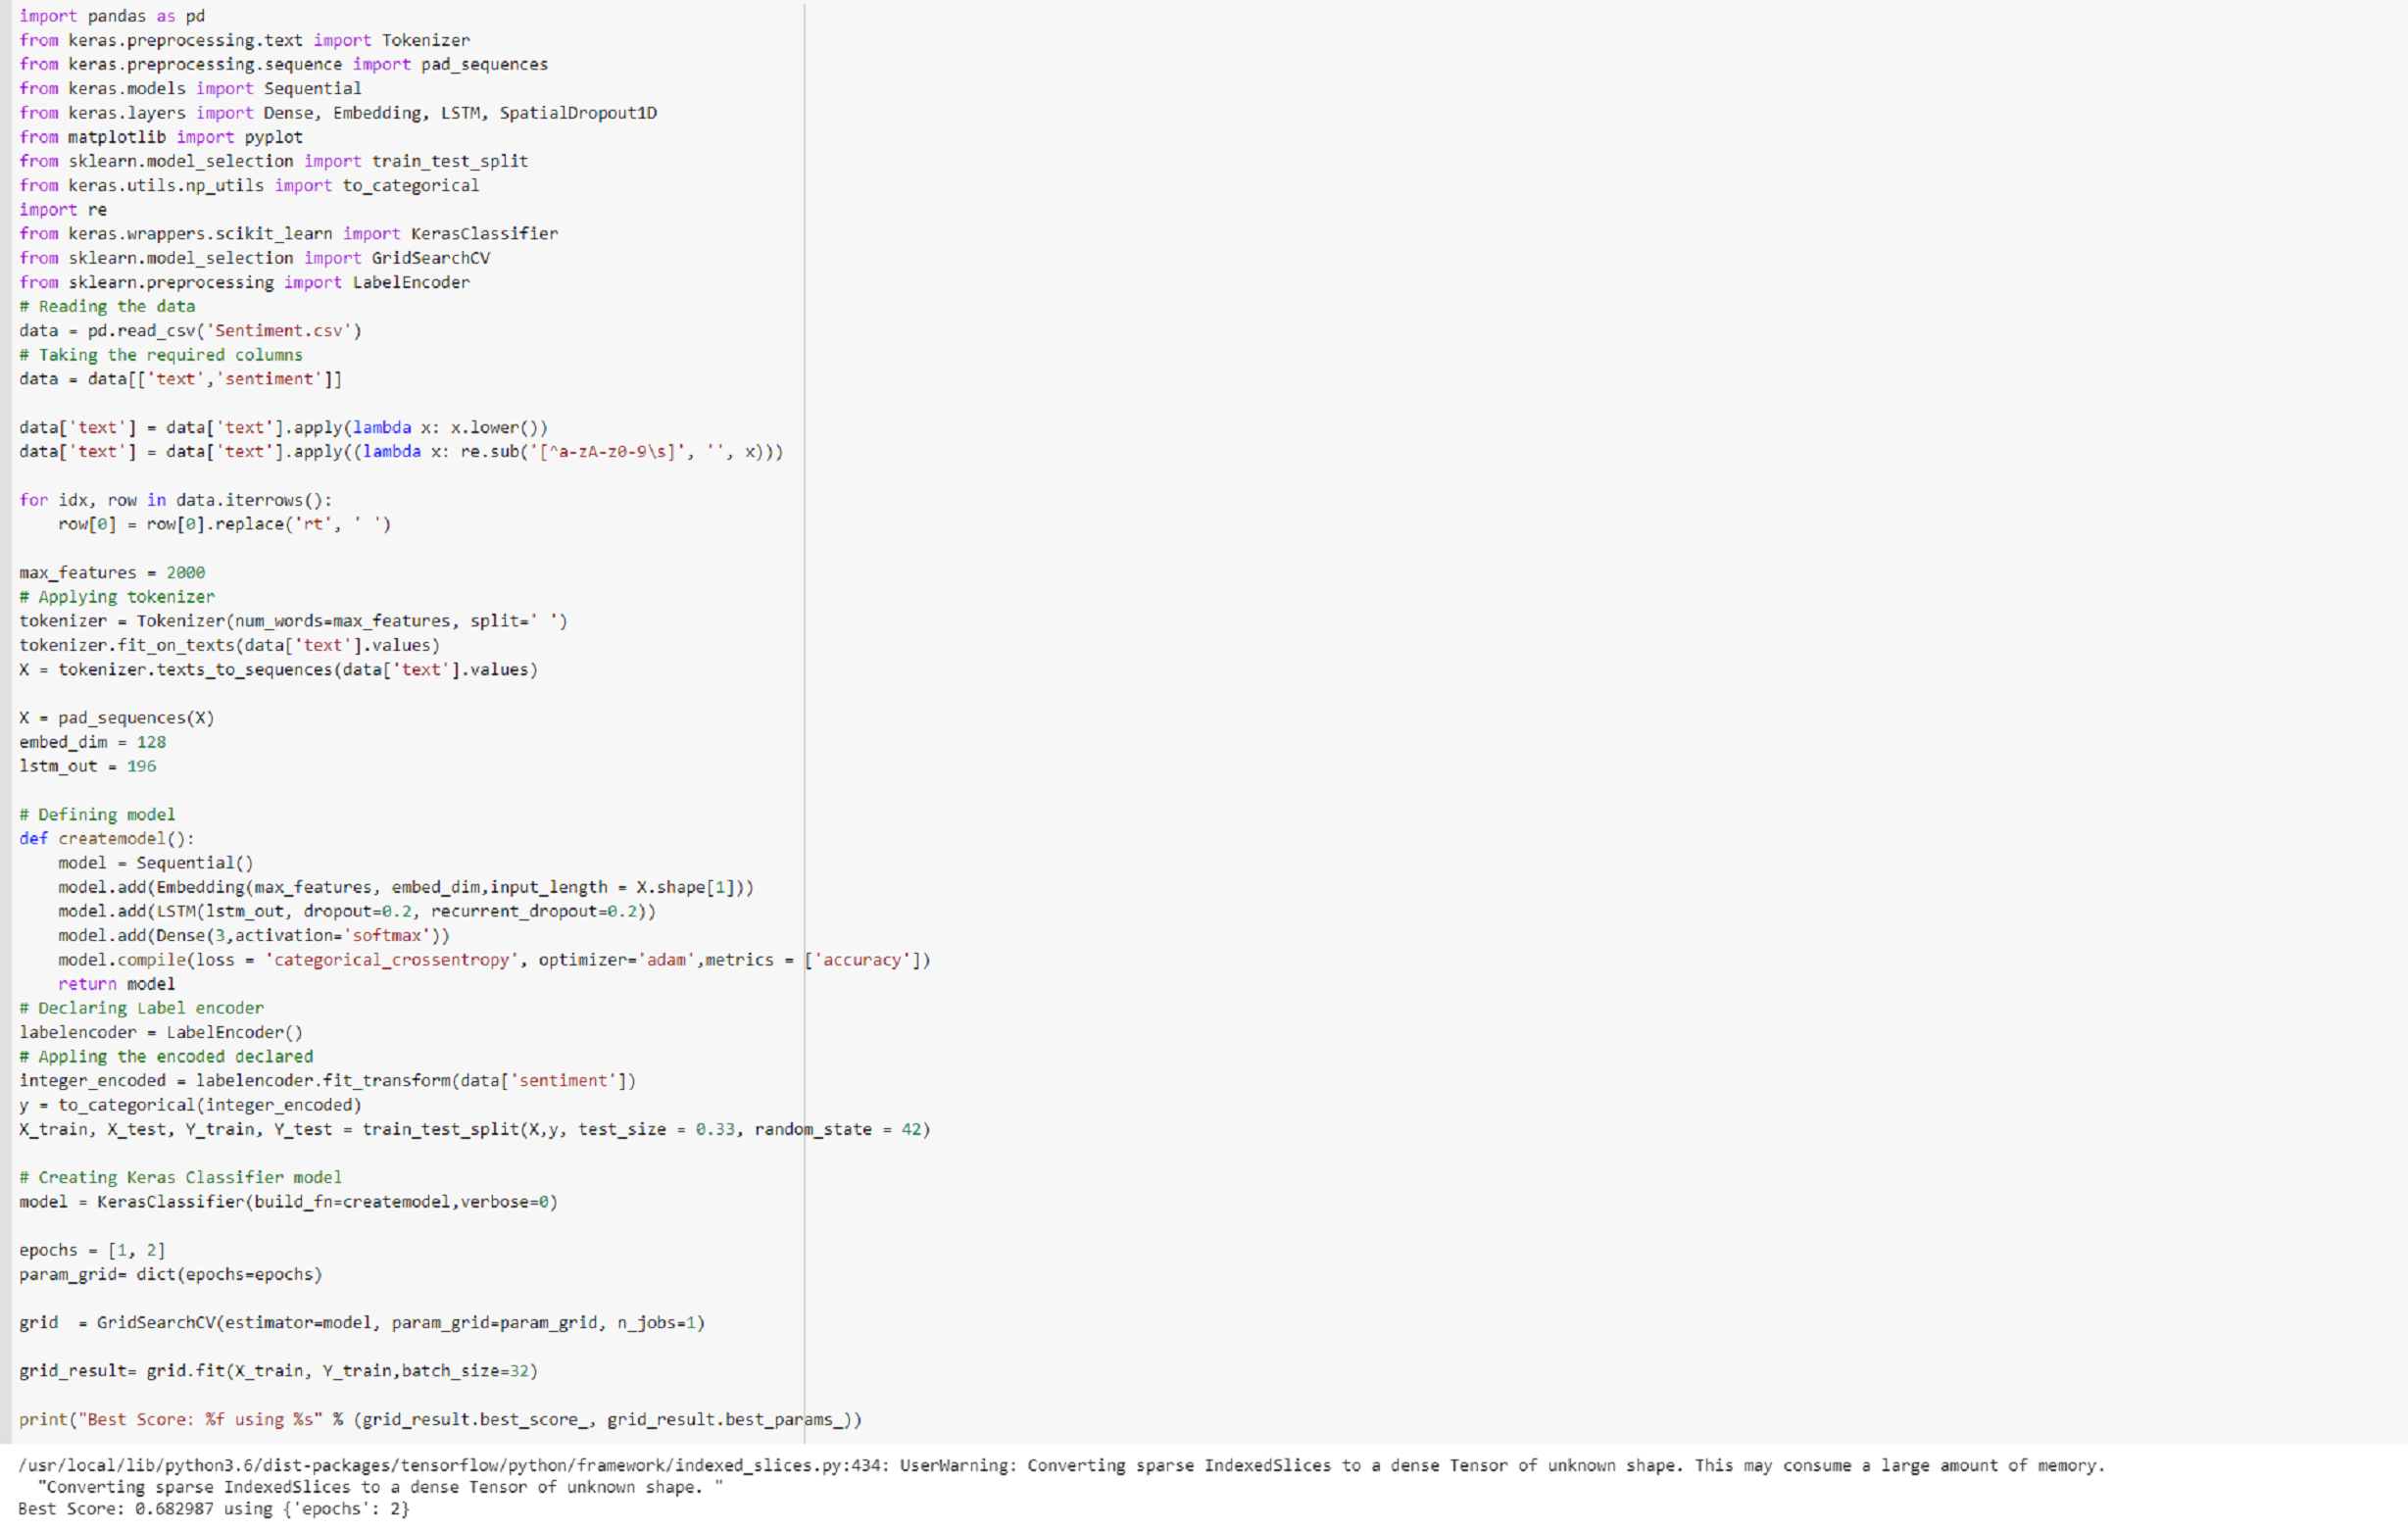 import pandas as pd
from keras.preprocessing.text import Tokenizer
from keras.preprocessing.sequence import pad_sequences
from keras.models import Sequential
from keras.layers import Dense, Embedding, LSTM, SpatialDropout1D
from matplotlib import pyplot
from sklearn.model_selection import train_test_split
from keras.utils.np_utils import to_categorical
import re
from keras.wrappers.scikit_learn import KerasClassifier
from sklearn.model_selection import GridSearchCV
from sklearn.preprocessing import LabelEncoder
# Reading the data
data = pd.read_csv('Sentiment.csv')
# Taking the required columns
data = data[['text','sentiment']]

data['text'] = data['text'].apply(lambda x: x.lower())
data['text'] = data['text'].apply((lambda x: re.sub('[^a-zA-z0-9\s]', '', x)))

for idx, row in data.iterrows():
    row[0] = row[0].replace('rt', ' ')

max_features = 2000
# Applying tokenizer
tokenizer = Tokenizer(num_words=max_features, split=' ')
tokenizer.fit_on_texts(data['text'].values)
X = tokenizer.texts_to_sequences(data['text'].values)

X = pad_sequences(X)
embed_dim = 128
lstm_out = 196

# Defining model
def createmodel():
    model = Sequential()
    model.add(Embedding(max_features, embed_dim,input_length = X.shape[1]))
    model.add(LSTM(lstm_out, dropout=0.2, recurrent_dropout=0.2))
    model.add(Dense(3,activation='softmax'))
    model.compile(loss = 'categorical_crossentropy', optimizer='adam',metrics = ['accuracy'])
    return model
# Declaring Label encoder
labelencoder = LabelEncoder()
# Appling the encoded declared
integer_encoded = labelencoder.fit_transform(data['sentiment'])
y = to_categorical(integer_encoded)
X_train, X_test, Y_train, Y_test = train_test_split(X,y, test_size = 0.33, random_state = 42)

# Creating Keras Classifier model
model = KerasClassifier(build_fn=createmodel,verbose=0)

epochs = [1, 2]
param_grid= dict(epochs=epochs)

grid  = GridSearchCV(estimator=model, param_grid=param_grid, n_jobs=1)

grid_result= grid.fit(X_train, Y_train,batch_size=32)

print("Best Score: %f using %s" % (grid_result.best_score_, grid_result.best_params_))
/usr/local/lib/python3.6/dist-packages/tensorflow/python/framework/indexed_slices.py:434: UserWarning: Converting sparse IndexedSlices to a dense Tensor of unknown shape. This may consume a large amount of memory.
  "Converting sparse IndexedSlices to a dense Tensor of unknown shape. "
Best Score: 0.682987 using {'epochs': 2}